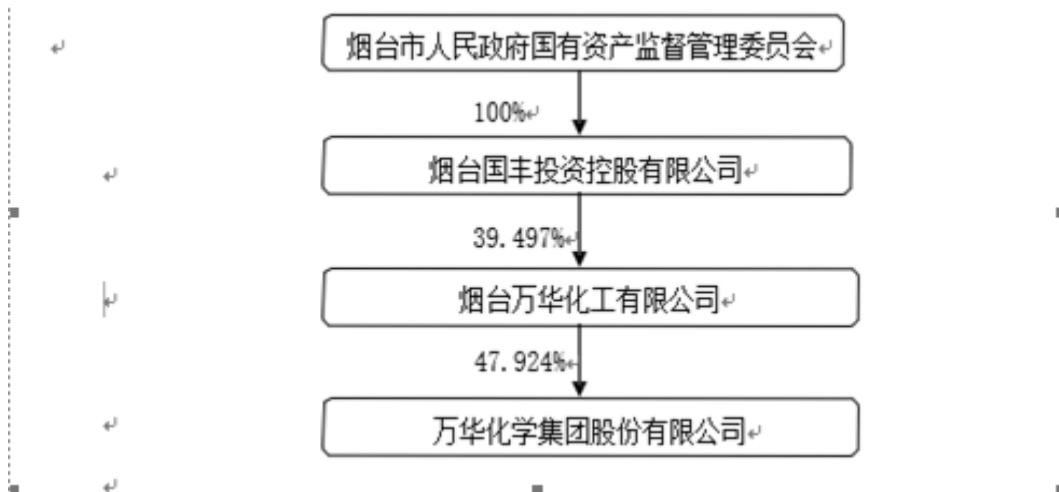 烟台市人民政府国有资产监督管理委员会
100%
烟台国丰投资控股有限公司
39.497%
烟台万华化工有限公司
47.924%
万华化学集团股份有限公司